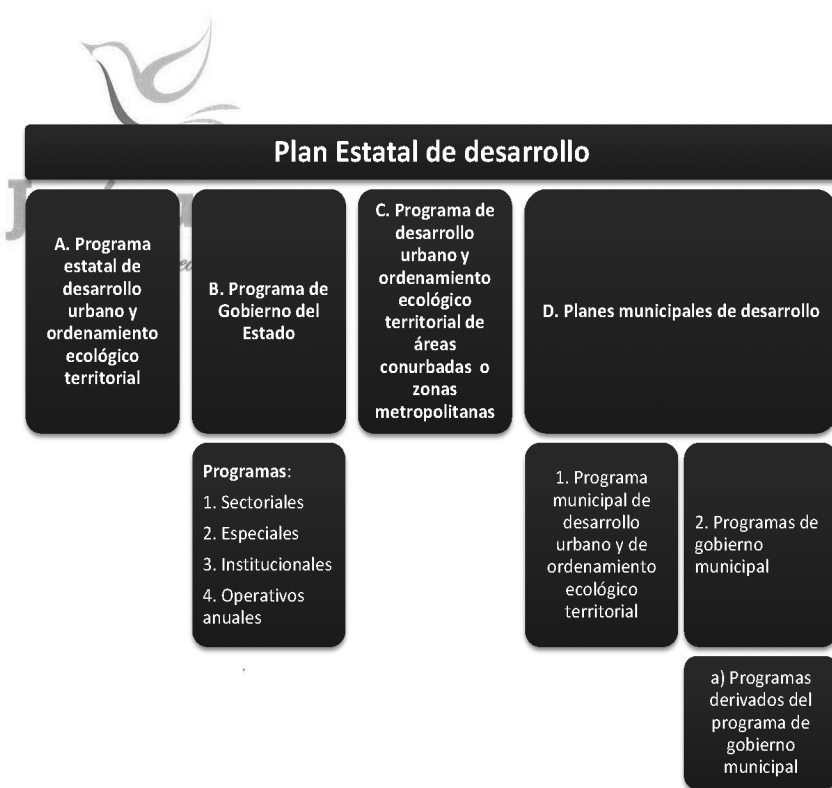 Plan Estatal de desarrollo
A. Programa
estatal de
desarrollo
urbano y
ordenamiento
ecológico
territorial
B. Programa de
Gobierno del
Estado
C. Programa de
desarrollo
urbano y
ordenamiento
ecológico
territorial de
áreas
conurbadas o
zonas
metropolitanas
D. Planes municipales de desarrollo
Programas:
1. Sectoriales
2. Especiales
3. Institucionales
4. Operativos
anuales
1. Programa
municipal de
desarrollo
urbano y de
ordenamiento
ecológico
territorial
2. Programas de
gobierno
municipal
a) Programas
derivados del
programa de
gobierno
municipal